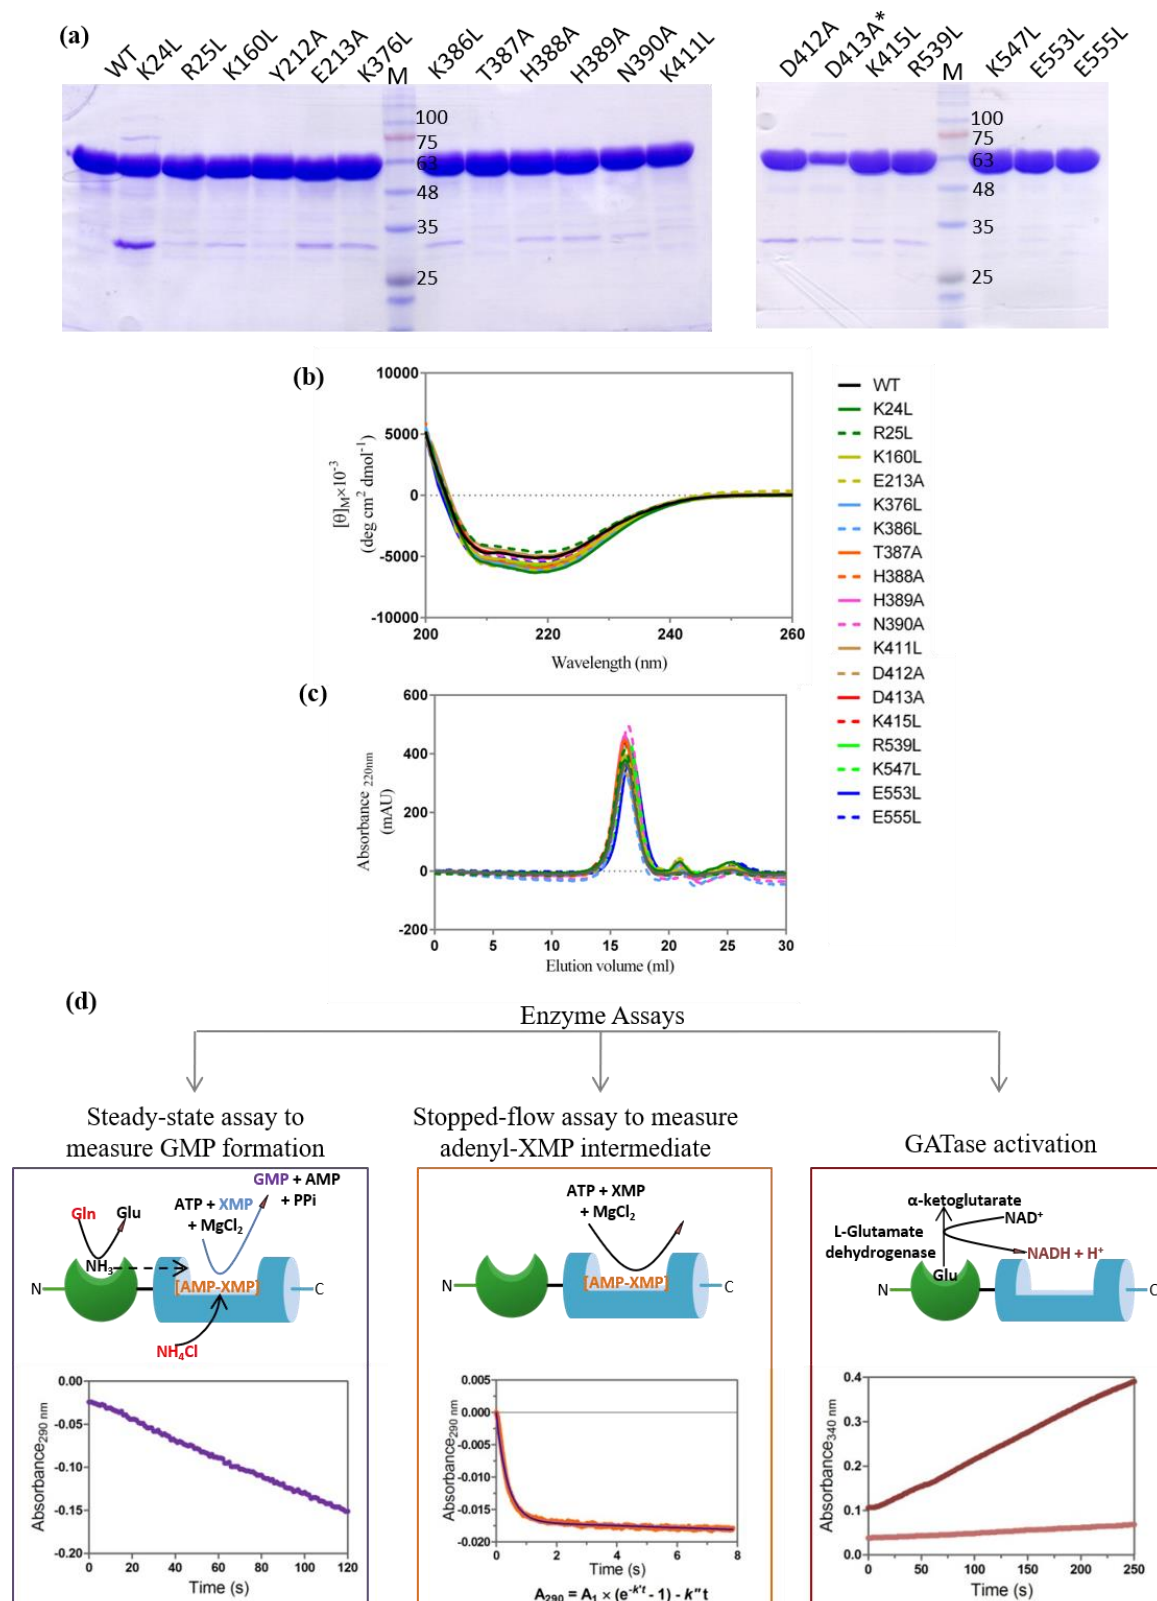 (a)
WT K24L R25L K160L Y212A E213A K376L M K386L T387A H388A H389A N390A K411L
D412A D413A* K415L R539L M K547L E553L E555L
100
75
63
48
35
25
100
75
63
48
35
25
(b)
10000
5000
0
-5000
-10000
[θ]M×10-3
(deg cm2 dmol-1)
200 220 240 260
Wavelength (nm)
WT
K24L
R25L
K160L
E213A
K376L
K386L
T387A
H388A
H389A
N390A
K411L
D412A
D413A
K415L
R539L
K547L
E553L
E555L
(c)
600
400
200
0
-200
Absorbance 220nm
(mAU)
0 5 10 15 20 25 30
Elution volume (ml)
(d)
Enzyme Assays
Steady-state assay to
measure GMP formation
Gln Glu
ATP + XMP
+ MgCl2
GMP + AMP
+ PPi
NH3
[AMP-XMP]
N
C
NH4Cl
0.00
-0.05
-0.10
-0.15
-0.20
Absorbance290 nm
0 20 40 60 80 100 120
Time (s)
Stopped-flow assay to measure
adenyl-XMP intermediate
ATP + XMP
+ MgCl2
[AMP-XMP]
N
C
0.005
0.000
-0.005
-0.010
-0.015
-0.020
Absorbance290 nm
0 2 4 6 8
Time (s)
A290 = A1 × (e-k't - 1) - k''t
GATase activation
α-ketoglutarate
NAD+
L-Glutamate
dehydrogenase
NADH + H+
Glu
N
C
0.4
0.3
0.2
0.1
0.0
Absorbance340 nm
0 50 100 150 200 250
Time (s)